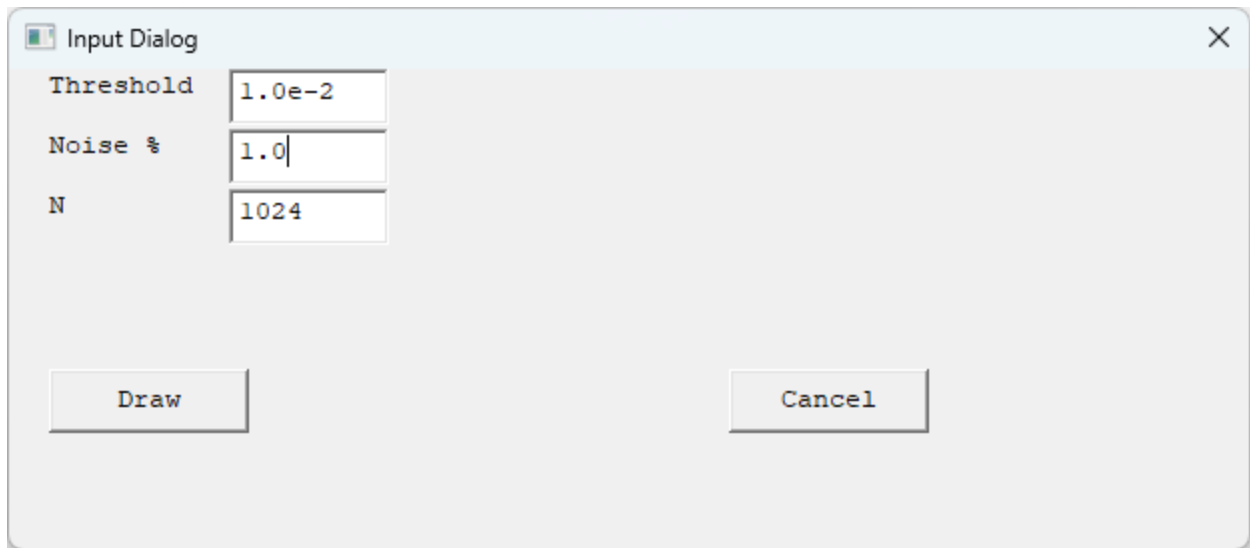 Input Dialog
Threshold 1.0e-2
Noise % 1.0
N 1024
Draw Cancel